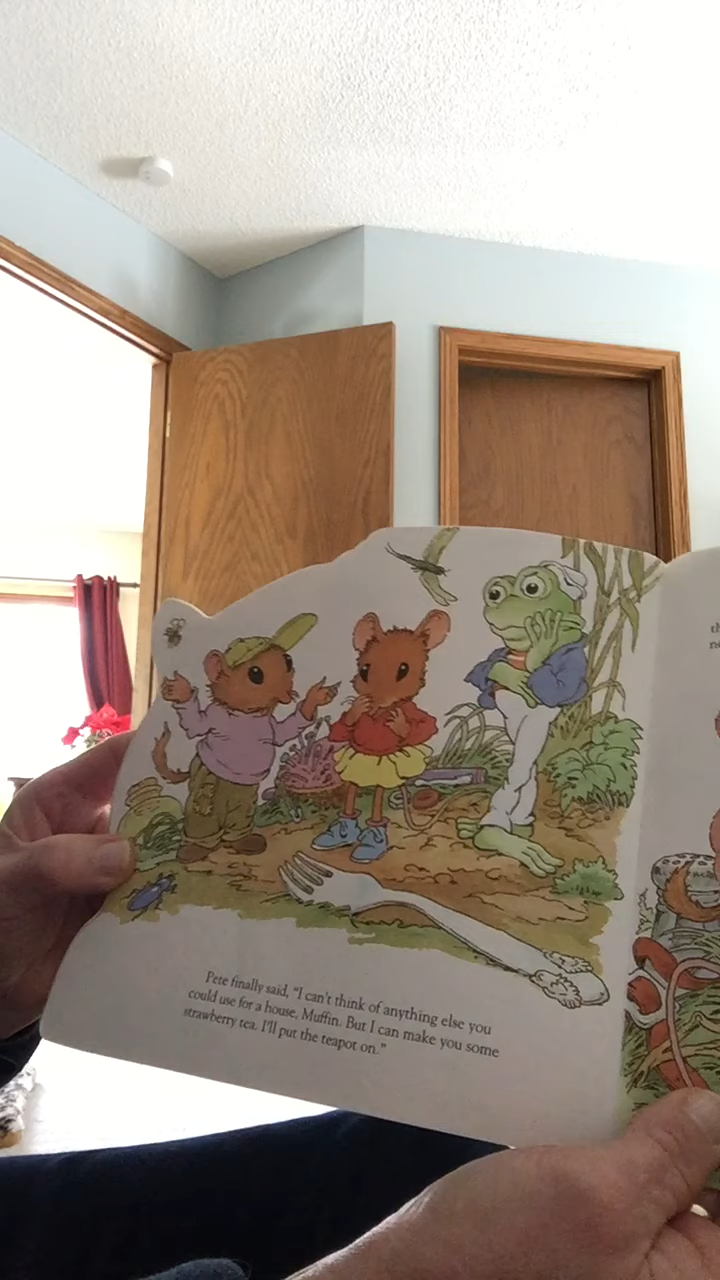 Pete finally said, "I can't think of anything else you
could use for a house, Muffin. But I can make you some
strawberry tea. I'll put the teapot on."